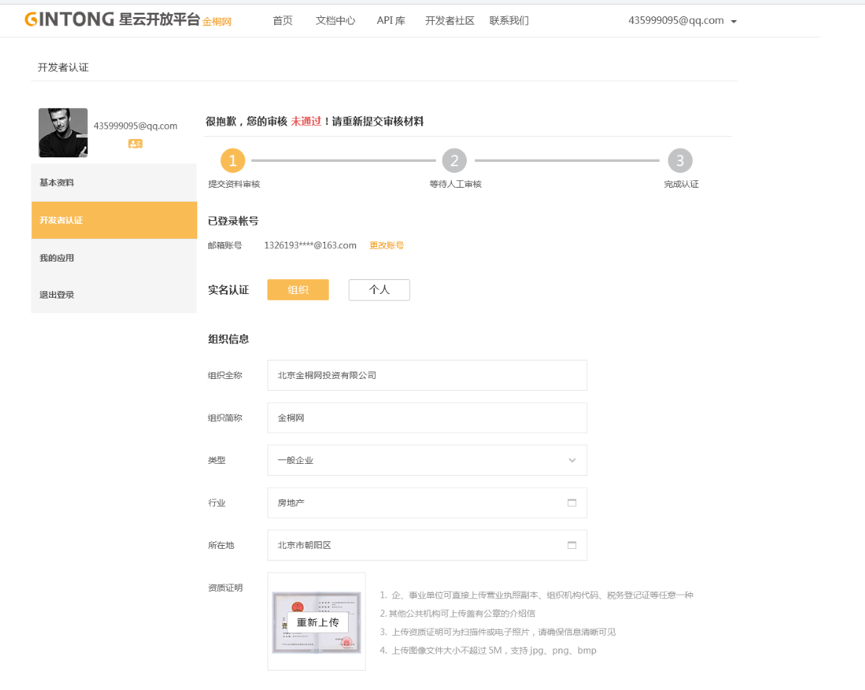 GINTONG 星云开放平台 金桐网 首页 文档中心 API 库 开发者社区 联系我们 435999095@qq.com
开发者认证
435999095@qq.com
基本资料
开发者认证
我的应用
退出登录
很抱歉，您的审核 未通过！请重新提交审核材料
1 2 3
提交资料审核 等待人工审核 完成认证
已登录帐号
邮箱账号 1326193****@163.com 更改账号
实名认证 组织 个人
组织信息
组织全称 北京金桐网投资有限公司
组织简称 金桐网
类型 一般企业
行业 房地产
所在地 北京市朝阳区
资质证明
重新上传
1. 企、事业单位可直接上传营业执照副本、组织机构代码、税务登记证等任意一种
2.其他公共机构可上传盖有公章的介绍信
3. 上传资质证明可为扫描件或电子照片，请确保信息清晰可见
4. 上传图像文件大小不超过 5M，支持 jpg、png、bmp